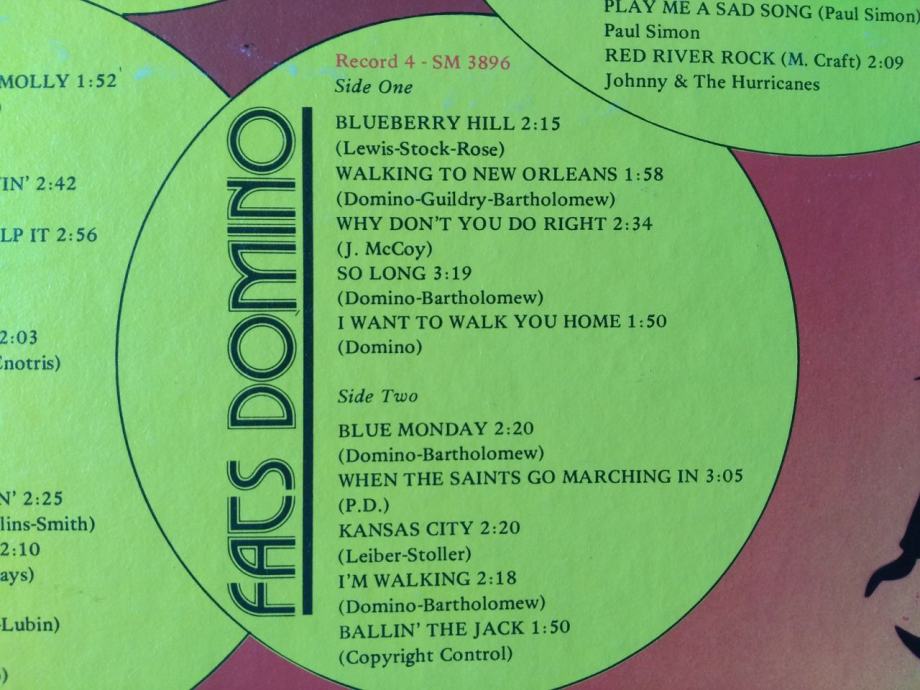 PLAY ME A SAD SONG (Paul Simon)
Paul Simon
RED RIVER ROCK (M. Craft) 2:09
Johnny & The Hurricanes
MOLLY 1:52
IN' 2:42
LP IT 2:56
2:03
Enotris)
N' 2:25
lins-Smith)
2:10
ays)
-Lubin)
FATS DOMINO
Record 4 - SM 3896
Side One
BLUEBERRY HILL 2:15
(Lewis-Stock-Rose)
WALKING TO NEW ORLEANS 1:58
(Domino-Guildry-Bartholomew)
WHY DON'T YOU DO RIGHT 2:34
(J. McCoy)
SO LONG 3:19
(Domino-Bartholomew)
I WANT TO WALK YOU HOME 1:50
(Domino)
Side Two
BLUE MONDAY 2:20
(Domino-Bartholomew)
WHEN THE SAINTS GO MARCHING IN 3:05
(P.D.)
KANSAS CITY 2:20
(Leiber-Stoller)
I'M WALKING 2:18
(Domino-Bartholomew)
BALLIN' THE JACK 1:50
(Copyright Control)